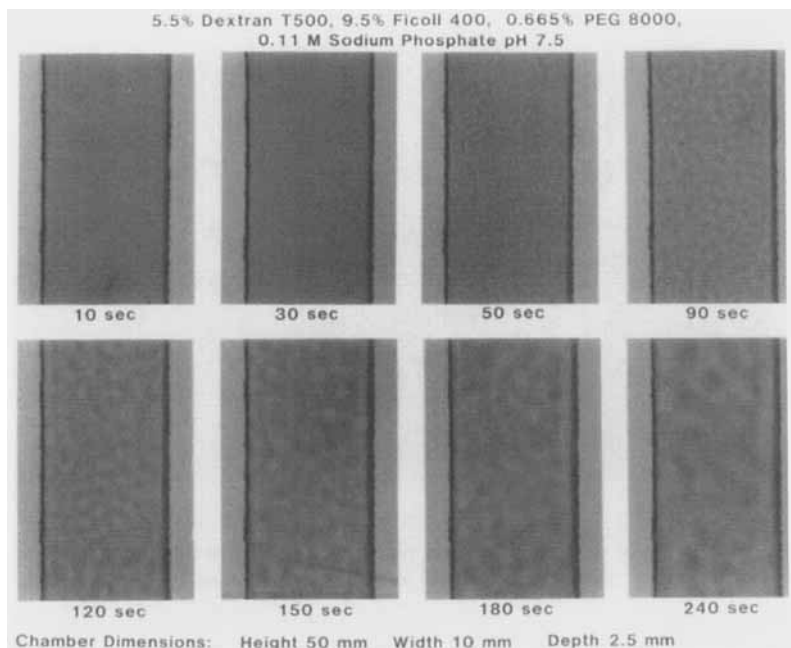 5.5% Dextran T500, 9.5% Ficoll 400, 0.665% PEG 8000,
0.11 M Sodium Phosphate pH 7.5
10 sec
30 sec
50 sec
90 sec
120 sec
150 sec
180 sec
240 sec
Chamber Dimensions: Height 50 mm Width 10 mm Depth 2.5 mm